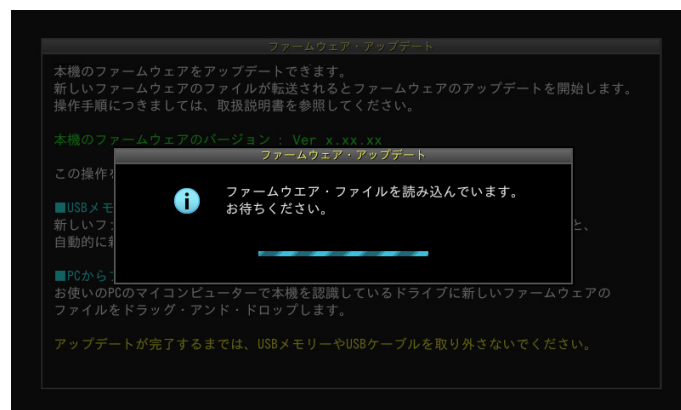 ファームウェア・アップデート
本機のファームウェアをアップデートできます。
新しいファームウェアのファイルが転送されるとファームウェアのアップデートを開始します。
操作手順につきましては、取扱説明書を参照してください。
本機のファームウェアのバージョン : Ver x.xx.xx
ファームウェア・アップデート
この操作
ファームウエア・ファイルを読み込んでいます。
お待ちください。
■USBメモ
新しいフ
と、
自動的に
■PCから
お使いのPCのマイコンピューターで本機を認識しているドライブに新しいファームウェアの
ファイルをドラッグ・アンド・ドロップします。
アップデートが完了するまでは、USBメモリーやUSBケーブルを取り外さないでください。